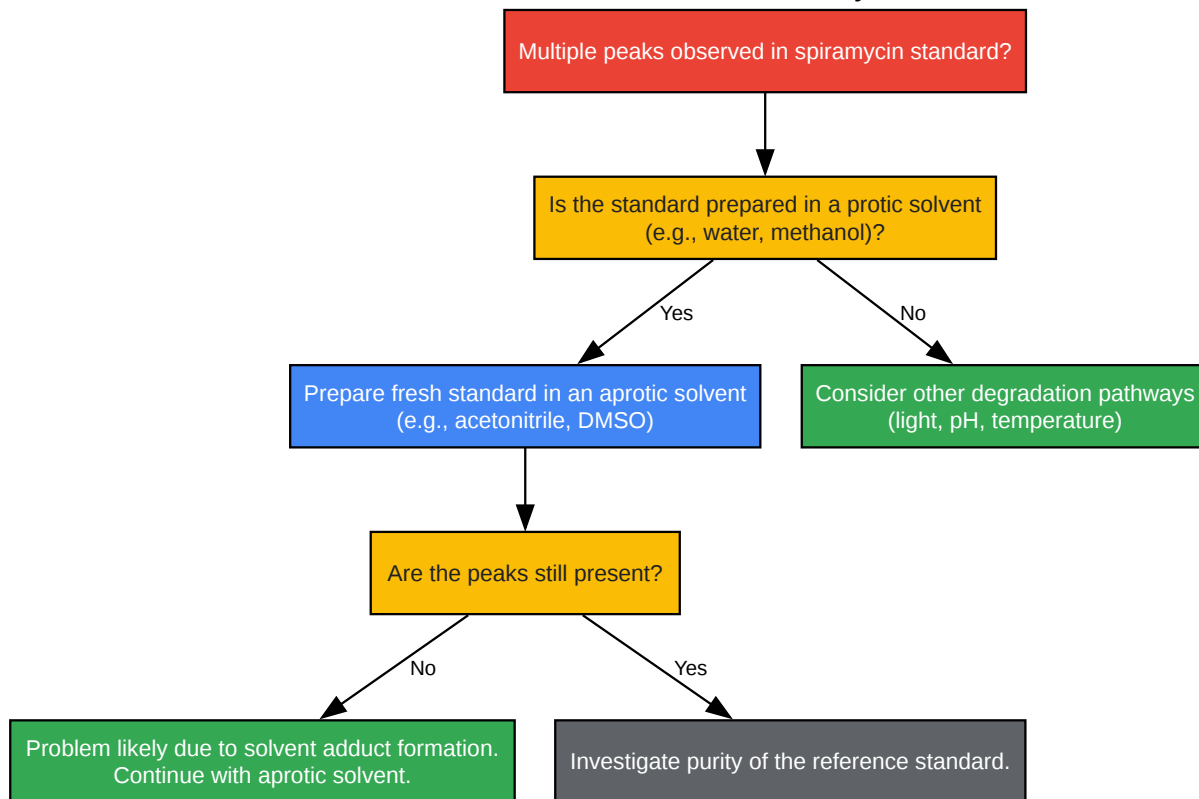 Multiple peaks observed in spiramycin standard?
Is the standard prepared in a protic solvent
(e.g., water, methanol)?
Yes
No
Prepare fresh standard in an aprotic solvent
(e.g., acetonitrile, DMSO)
Consider other degradation pathways
(light, pH, temperature)
Are the peaks still present?
No
Yes
Problem likely due to solvent adduct formation.
Continue with aprotic solvent.
Investigate purity of the reference standard.